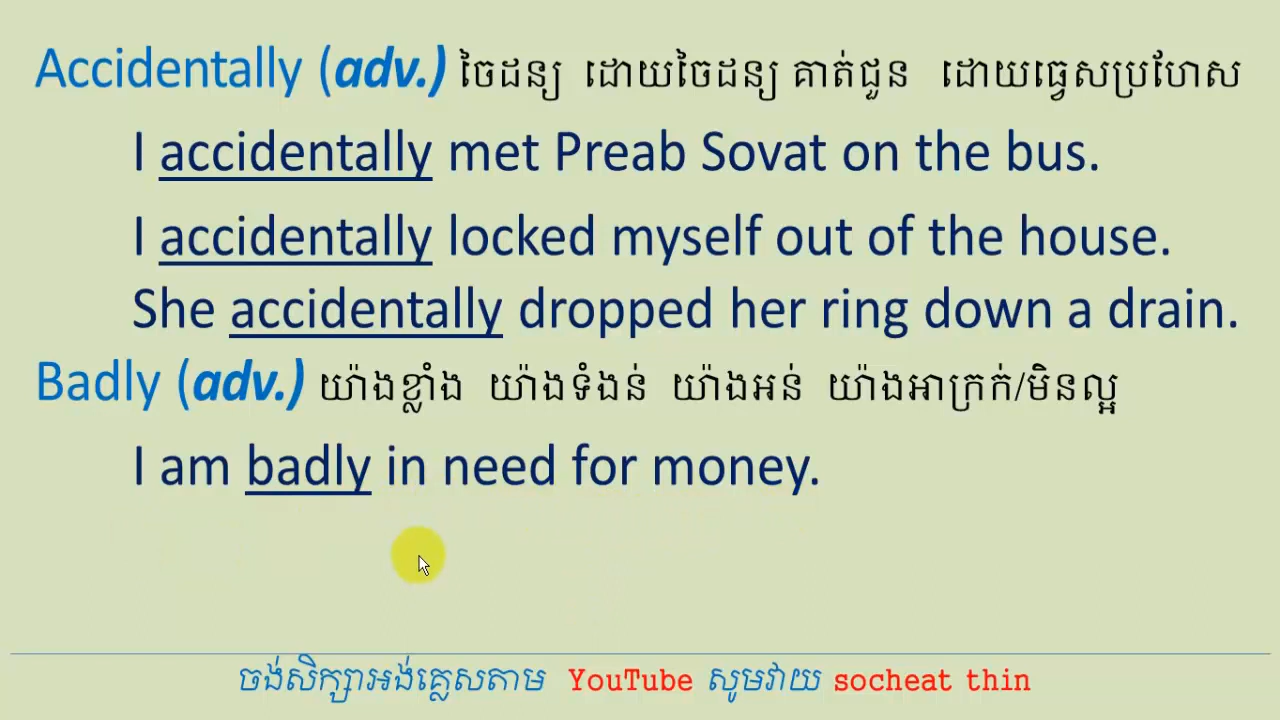 Accidentally (adv.) ចៃដន្យ ដោយចៃដន្យ គាត់ជួន ដោយធ្វេសប្រហែស
I accidentally met Preab Sovat on the bus.
I accidentally locked myself out of the house.
She accidentally dropped her ring down a drain.
Badly (adv.) យ៉ាងខ្លាំង យ៉ាងទំងន់ យ៉ាងអន់ យ៉ាងអាក្រក់/មិនល្អ
I am badly in need for money.
ចង់សិក្សាអង់គ្លេសតាម YouTube សូមវាយ socheat thin